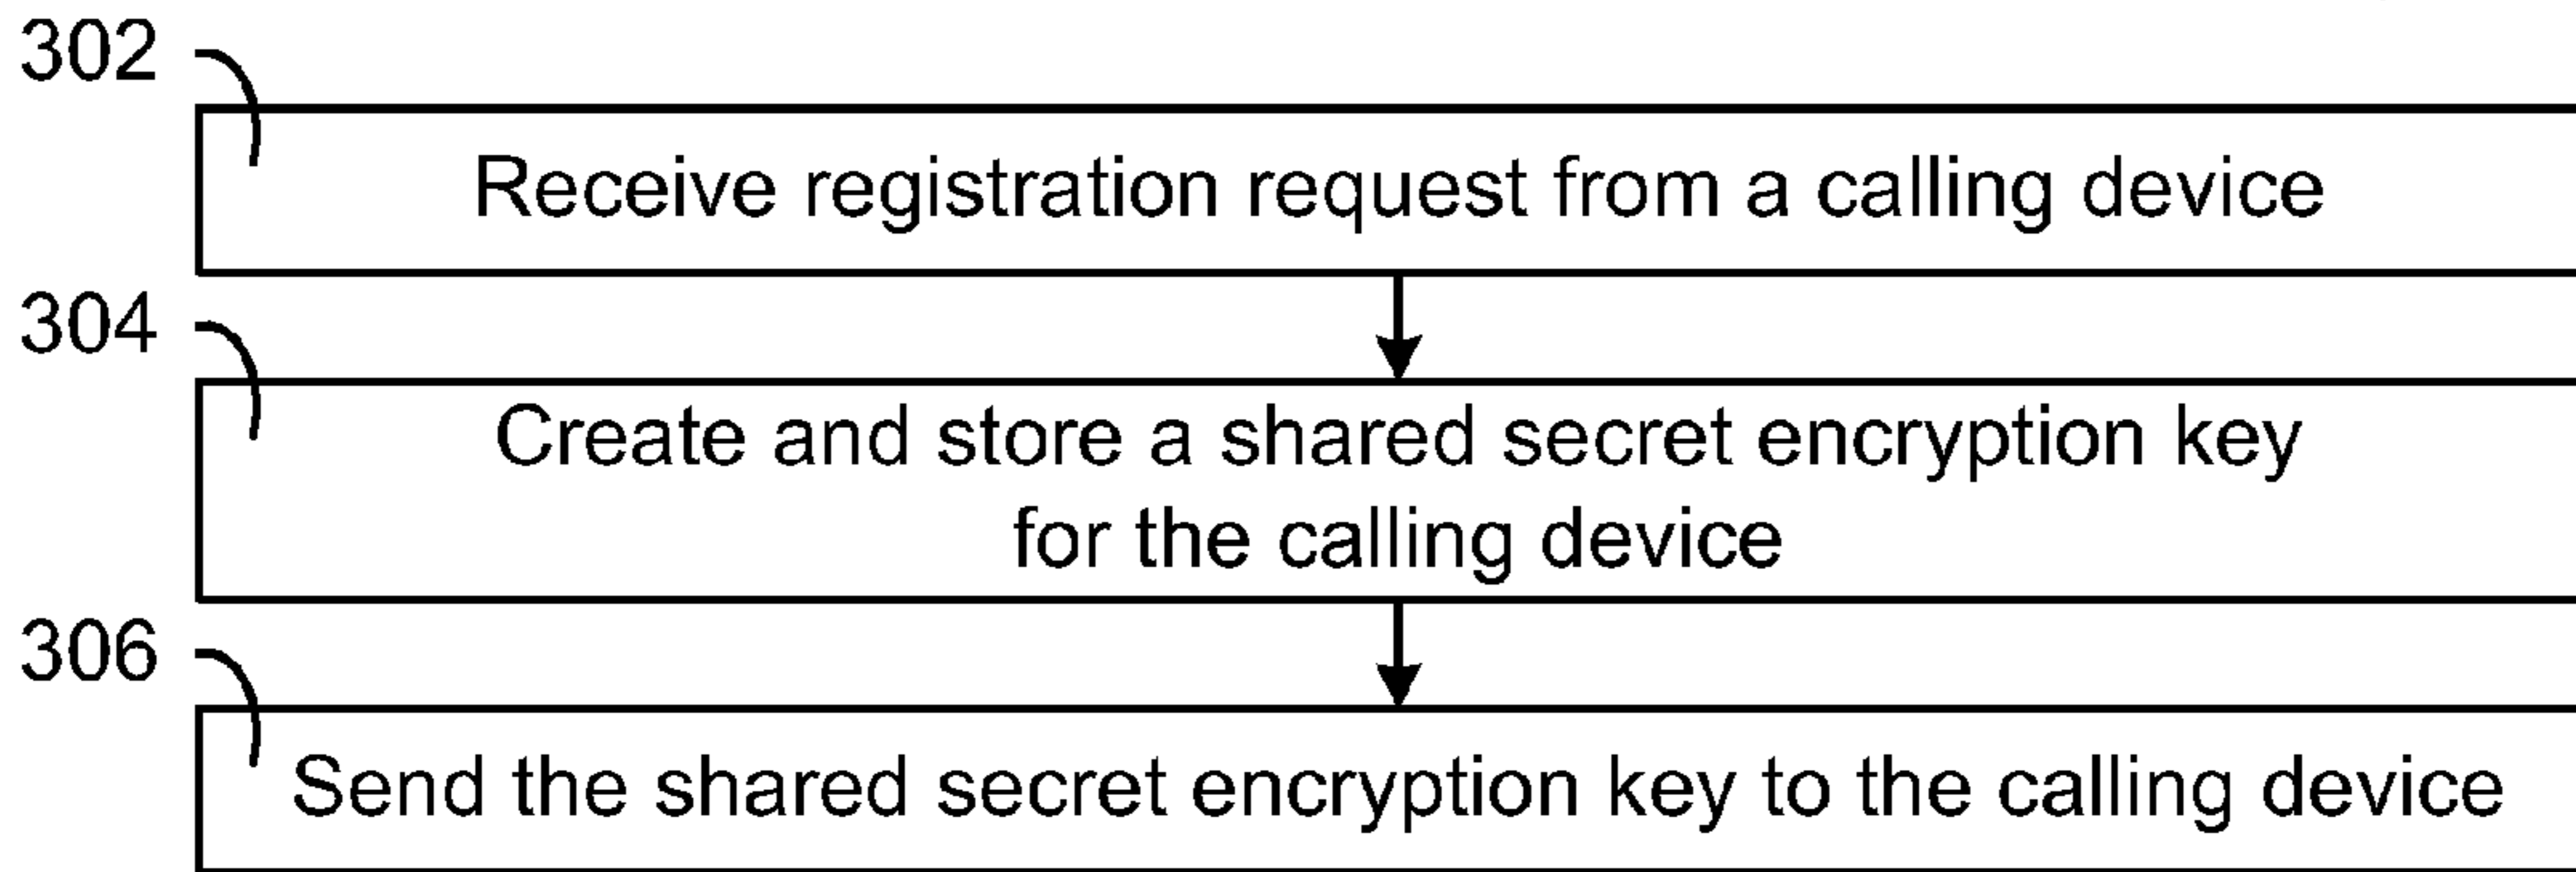 302
Receive registration request from a calling device
304
Create and store a shared secret encryption key
for the calling device
306
Send the shared secret encryption key to the calling device